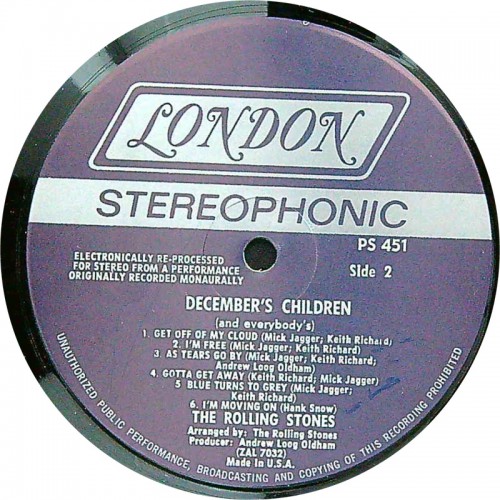 LONDON
STEREOPHONIC
PS 451
ELECTRONICALLY RE-PROCESSED
FOR STEREO FROM A PERFORMANCE
ORIGINALLY RECORDED MONAURALLY
Side 2
DECEMBER'S CHILDREN
(and everybody's)
1. GET OFF OF MY CLOUD (Mick Jagger; Keith Richard)
2. I'M FREE (Mick Jagger; Keith Richard)
3. AS TEARS GO BY (Mick Jagger; Keith Richard;
Andrew Loog Oldham)
4. GOTTA GET AWAY (Keith Richard; Mick Jagger)
5 BLUE TURNS TO GREY (Mick Jagger;
Keith Richard)
6. I'M MOVING ON (Hank Snow)
THE ROLLING STONES
Arranged by: The Rolling Stones
Producer: Andrew Loog Oldham
(ZAL 7032)
Made In U.S.A.
UNAUTHORIZED PUBLIC PERFORMANCE, BROADCASTING AND COPYING OF THIS RECORDING PROHIBITED